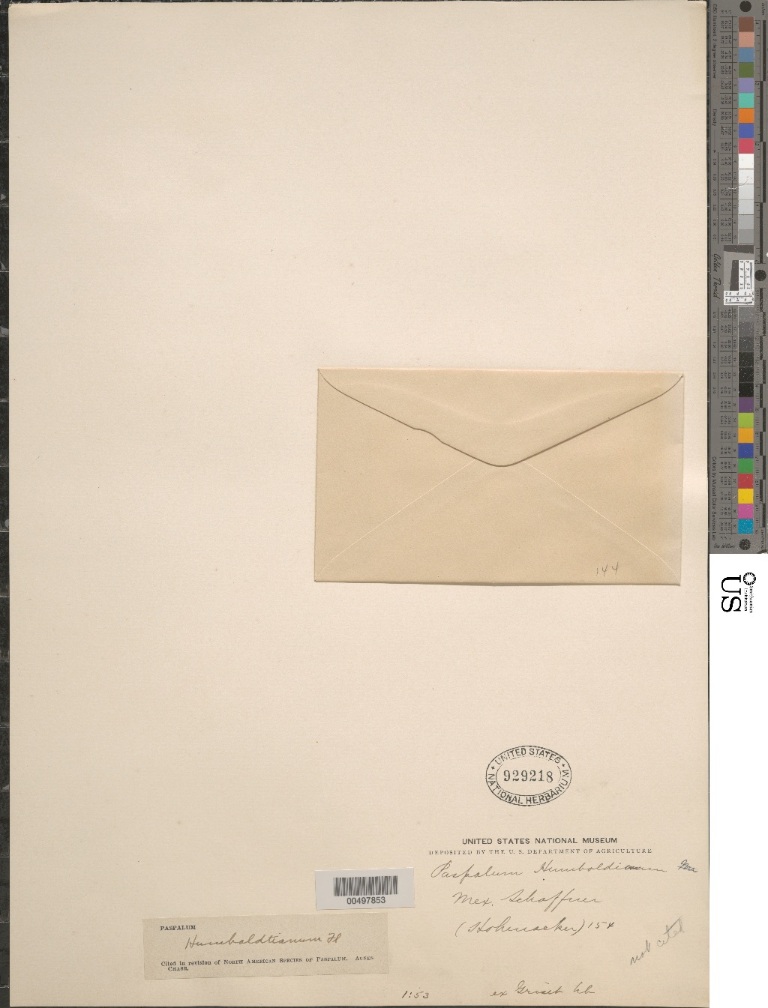 144
UNITED STATES
929218
NATIONAL HERBARIUM
UNITED STATES NATIONAL MUSEUM
DEPOSITED BY THE U. S. DEPARTMENT OF AGRICULTURE
Paspalum Humboldtianum
Mex. Schaffner
(Hohenacker) 154
not cited
00497853
PASPALUM
Humboldtianum Fl
Cited in revision of NORTH AMERICAN SPECIES OF PASPALUM. AGNES
CHASE.
1:53
ex Griseb hb
US